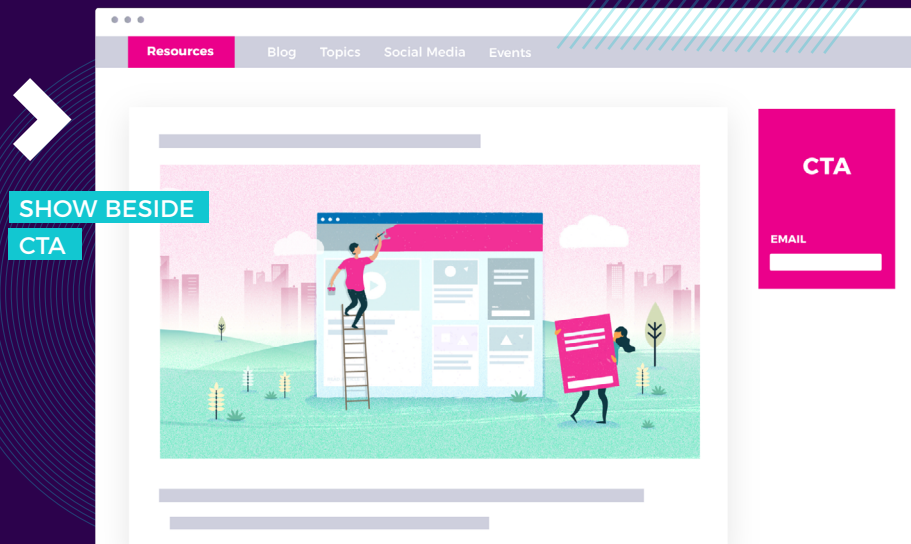 Resources Blog Topics Social Media Events
SHOW BESIDE
CTA
CTA
EMAIL